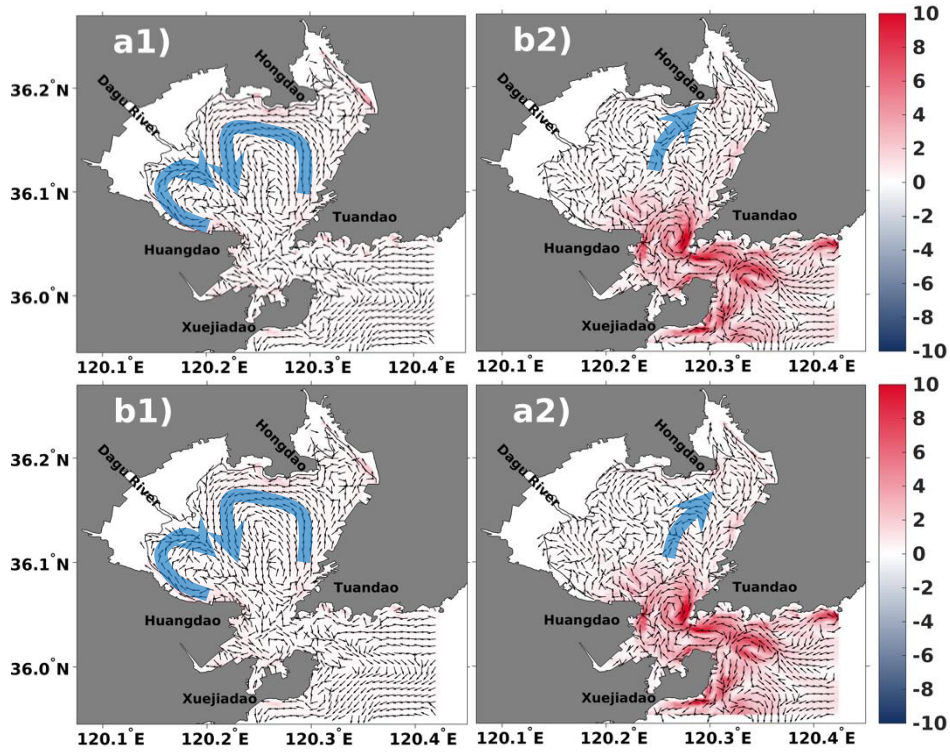 a1)
Hongdao
Dagu River
Tuandao
Huangdao
Xuejiadao
36.2°N
36.1°N
36.0°N
120.1°E 120.2°E 120.3°E 120.4°E
b2)
Hongdao
Dagu River
Tuandao
Huangdao
Xuejiadao
120.1°E 120.2°E 120.3°E 120.4°E
10
8
6
4
2
0
-2
-4
-6
-8
-10
b1)
Hongdao
Dagu River
Tuandao
Huangdao
Xuejiadao
36.2°N
36.1°N
36.0°N
120.1°E 120.2°E 120.3°E 120.4°E
a2)
Hongdao
Dagu River
Tuandao
Huangdao
Xuejiadao
120.1°E 120.2°E 120.3°E 120.4°E
10
8
6
4
2
0
-2
-4
-6
-8
-10